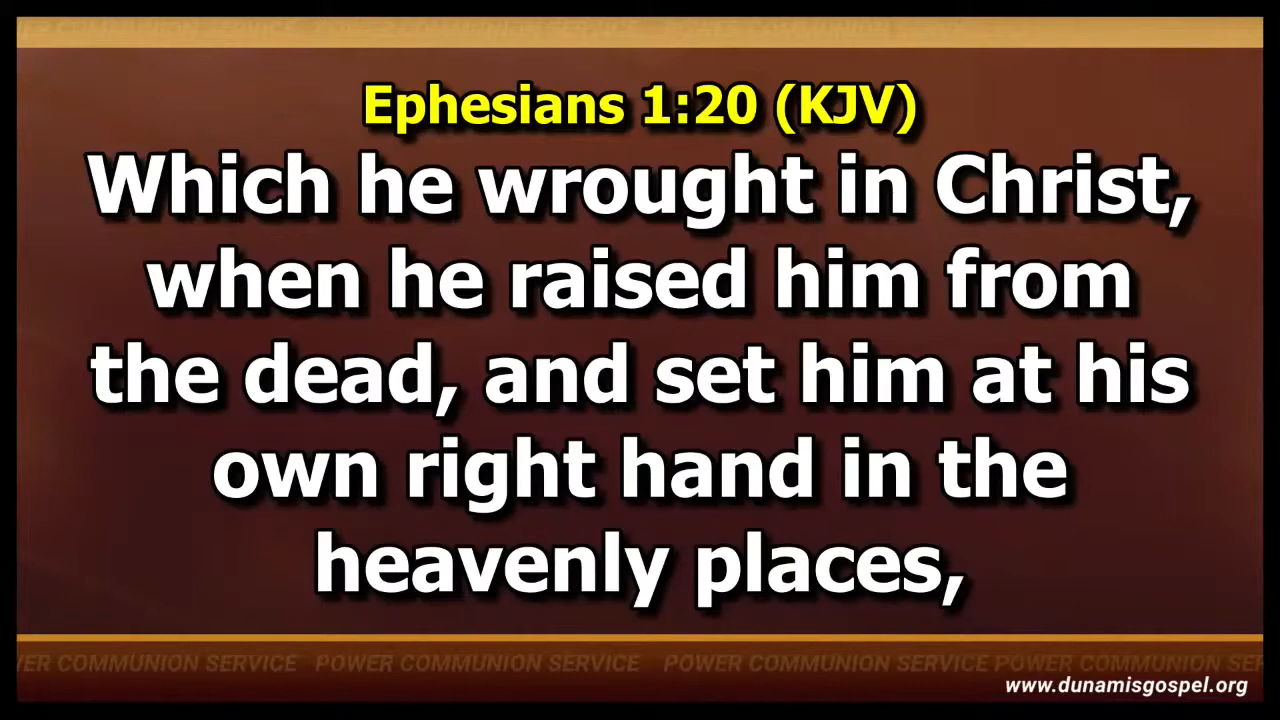 Ephesians 1:20 (KJV)
Which he wrought in Christ,
when he raised him from
the dead, and set him at his
own right hand in the
heavenly places,
POWER COMMUNION SERVICE POWER COMMUNION SERVICE POWER COMMUNION SERVICE
www.dunamisgospel.org